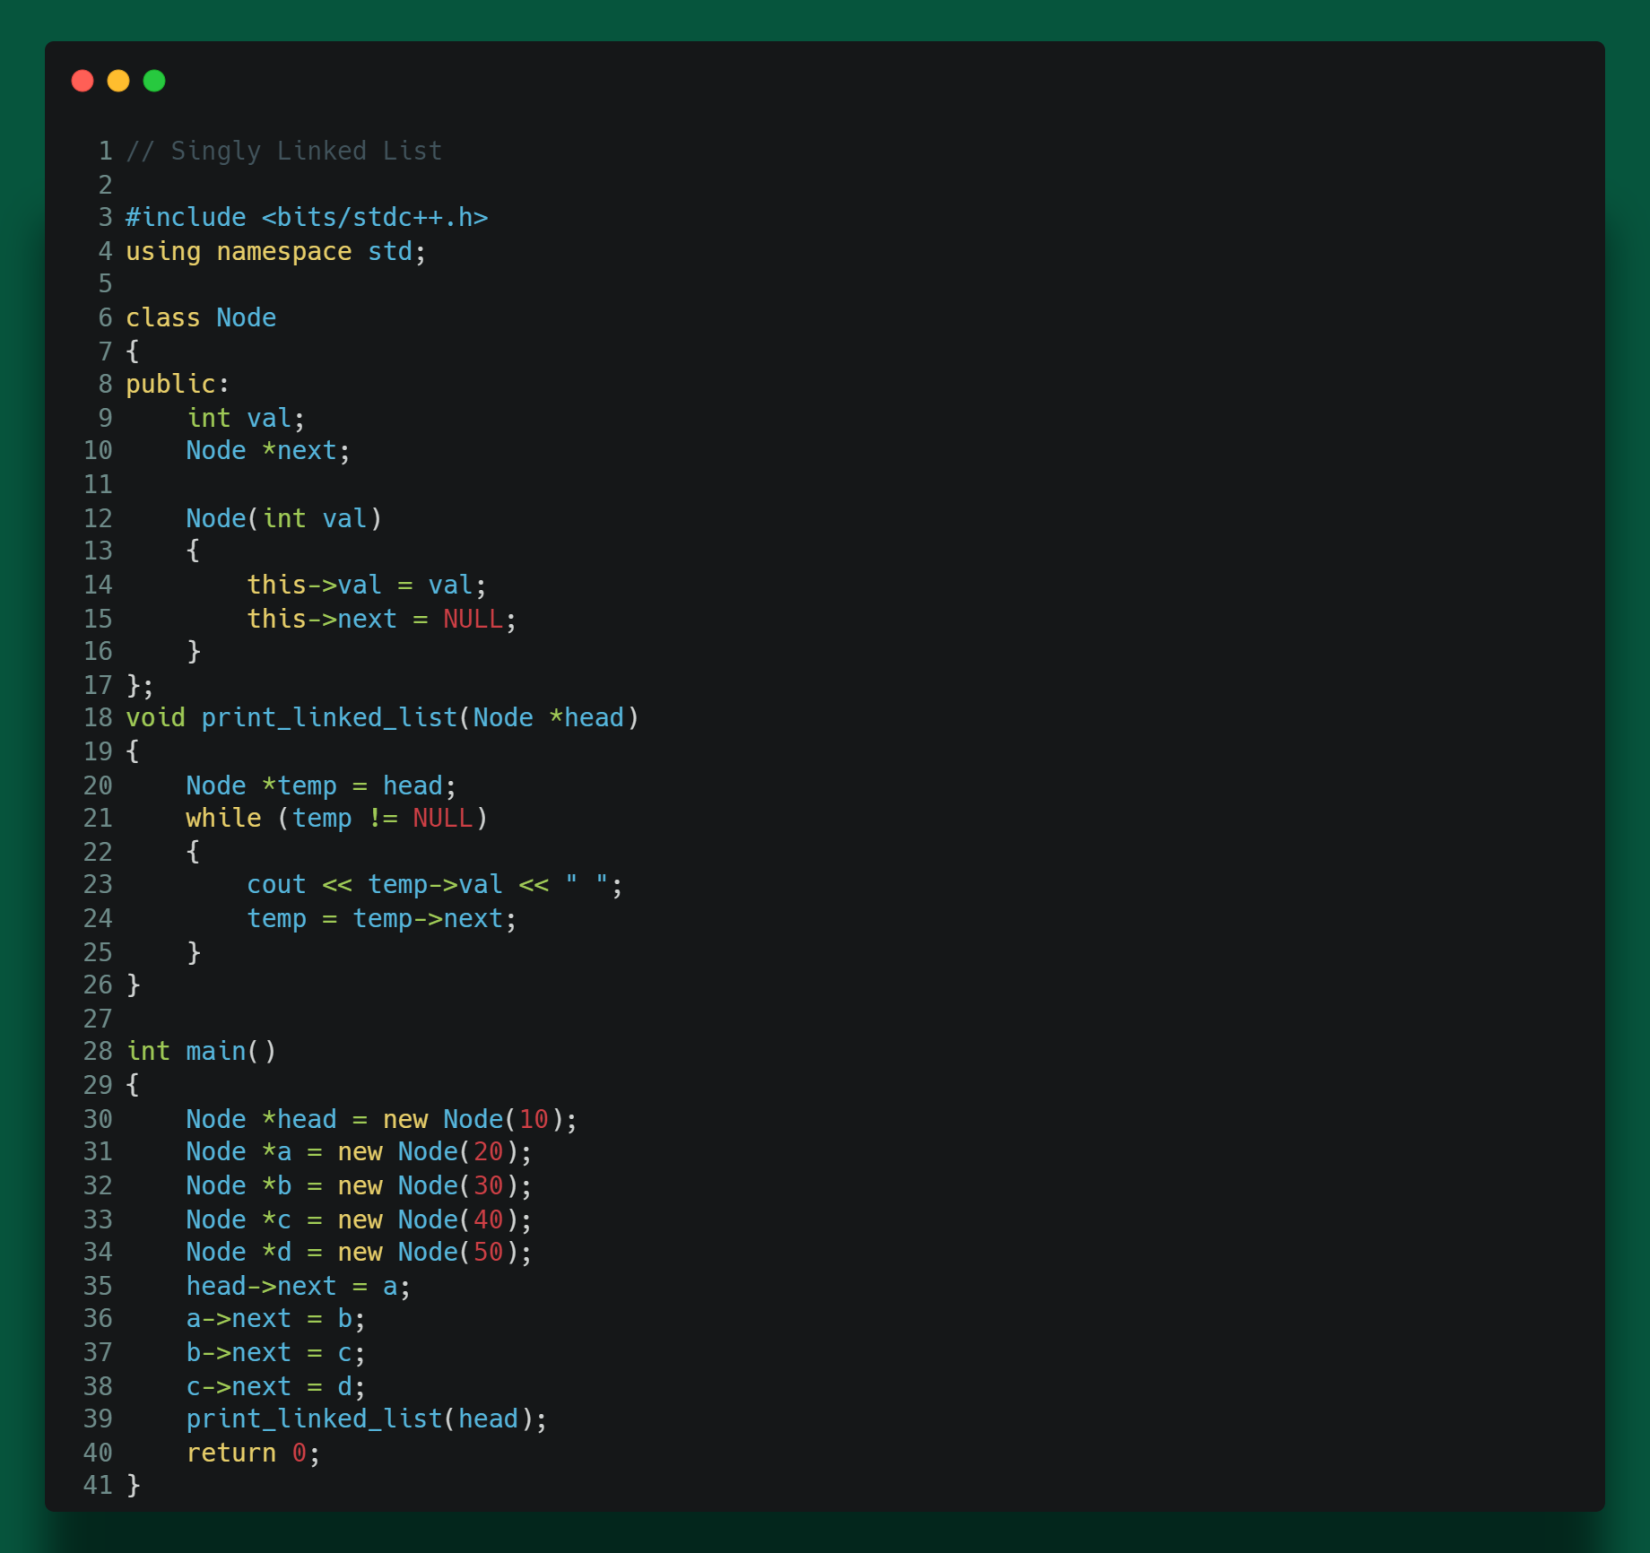 1 // Singly Linked List
2
3 #include <bits/stdc++.h>
4 using namespace std;
5
6 class Node
7 {
8 public:
9     int val;
10     Node *next;
11
12     Node(int val)
13     {
14         this->val = val;
15         this->next = NULL;
16     }
17 };
18 void print_linked_list(Node *head)
19 {
20     Node *temp = head;
21     while (temp != NULL)
22     {
23         cout << temp->val << " ";
24         temp = temp->next;
25     }
26 }
27
28 int main()
29 {
30     Node *head = new Node(10);
31     Node *a = new Node(20);
32     Node *b = new Node(30);
33     Node *c = new Node(40);
34     Node *d = new Node(50);
35     head->next = a;
36     a->next = b;
37     b->next = c;
38     c->next = d;
39     print_linked_list(head);
40     return 0;
41 }